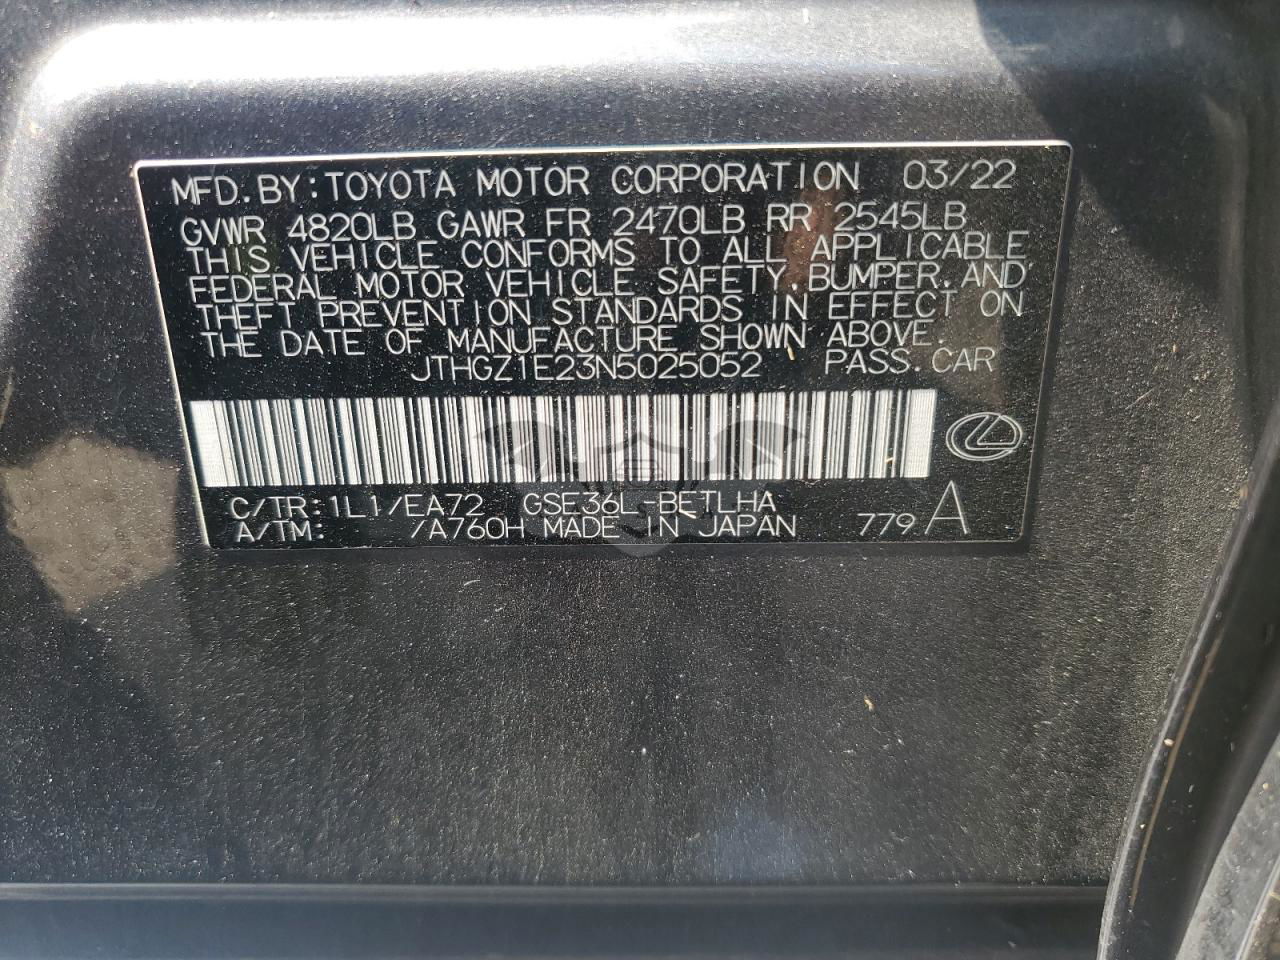 MFD. BY: TOYOTA MOTOR CORPORATION 03/22
GVWR 4820LB GAWR FR 2470LB RR 2545LB
THIS VEHICLE CONFORMS TO ALL APPLICABLE
FEDERAL MOTOR VEHICLE SAFETY, BUMPER, AND
THEFT PREVENTION STANDARDS IN EFFECT ON
THE DATE OF MANUFACTURE SHOWN ABOVE.
JTHGZ1E23N5025052 PASS. CAR
C/TR: 1L1/EA72 GSE36L-BETLHA
A/TM: /A760H MADE IN JAPAN 779 A